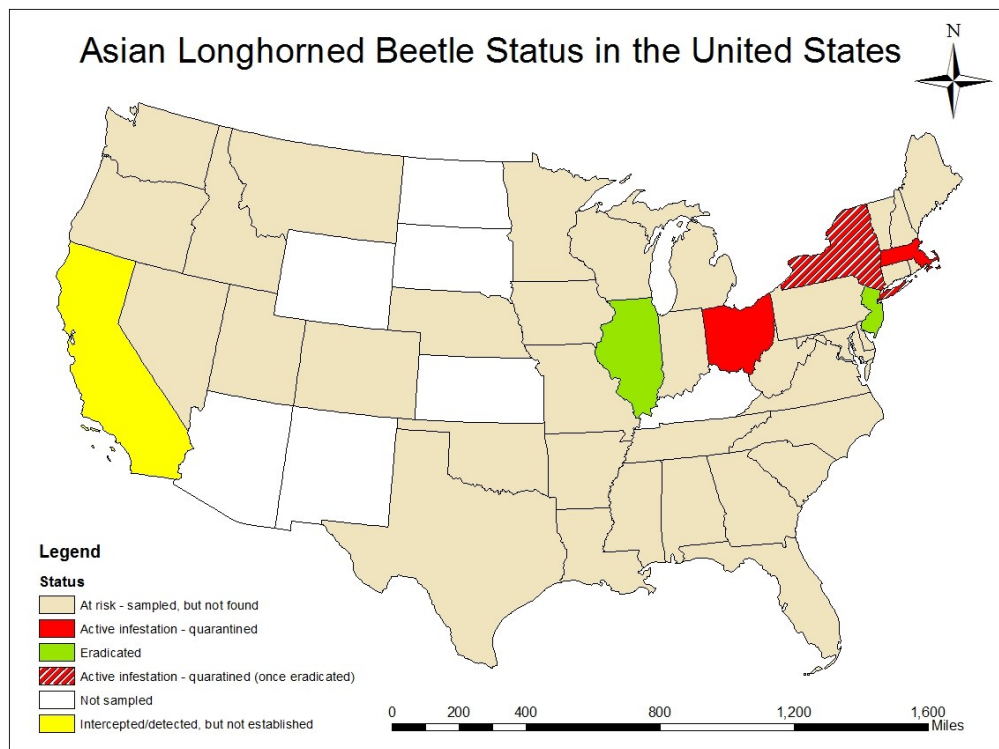 Asian Longhorned Beetle Status in the United States
N
Legend
Status
At risk - sampled, but not found
Active infestation - quarantined
Eradicated
Active infestation - quaratined (once eradicated)
Not sampled
Intercepted/detected, but not established
0 200 400 800 1,200 1,600
Miles